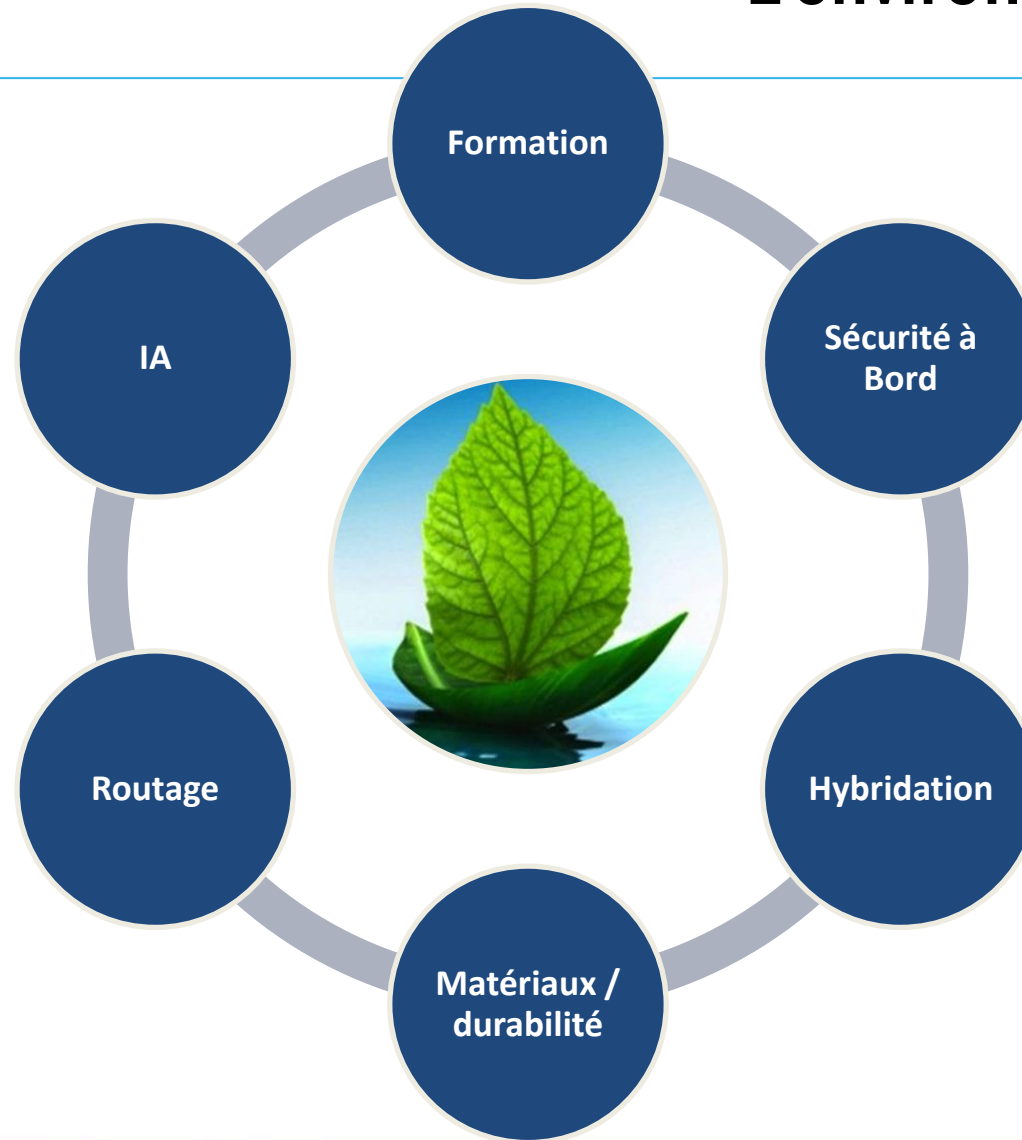 Formation
Sécurité à
Bord
Hybridation
Matériaux /
durabilité
Routage
IA